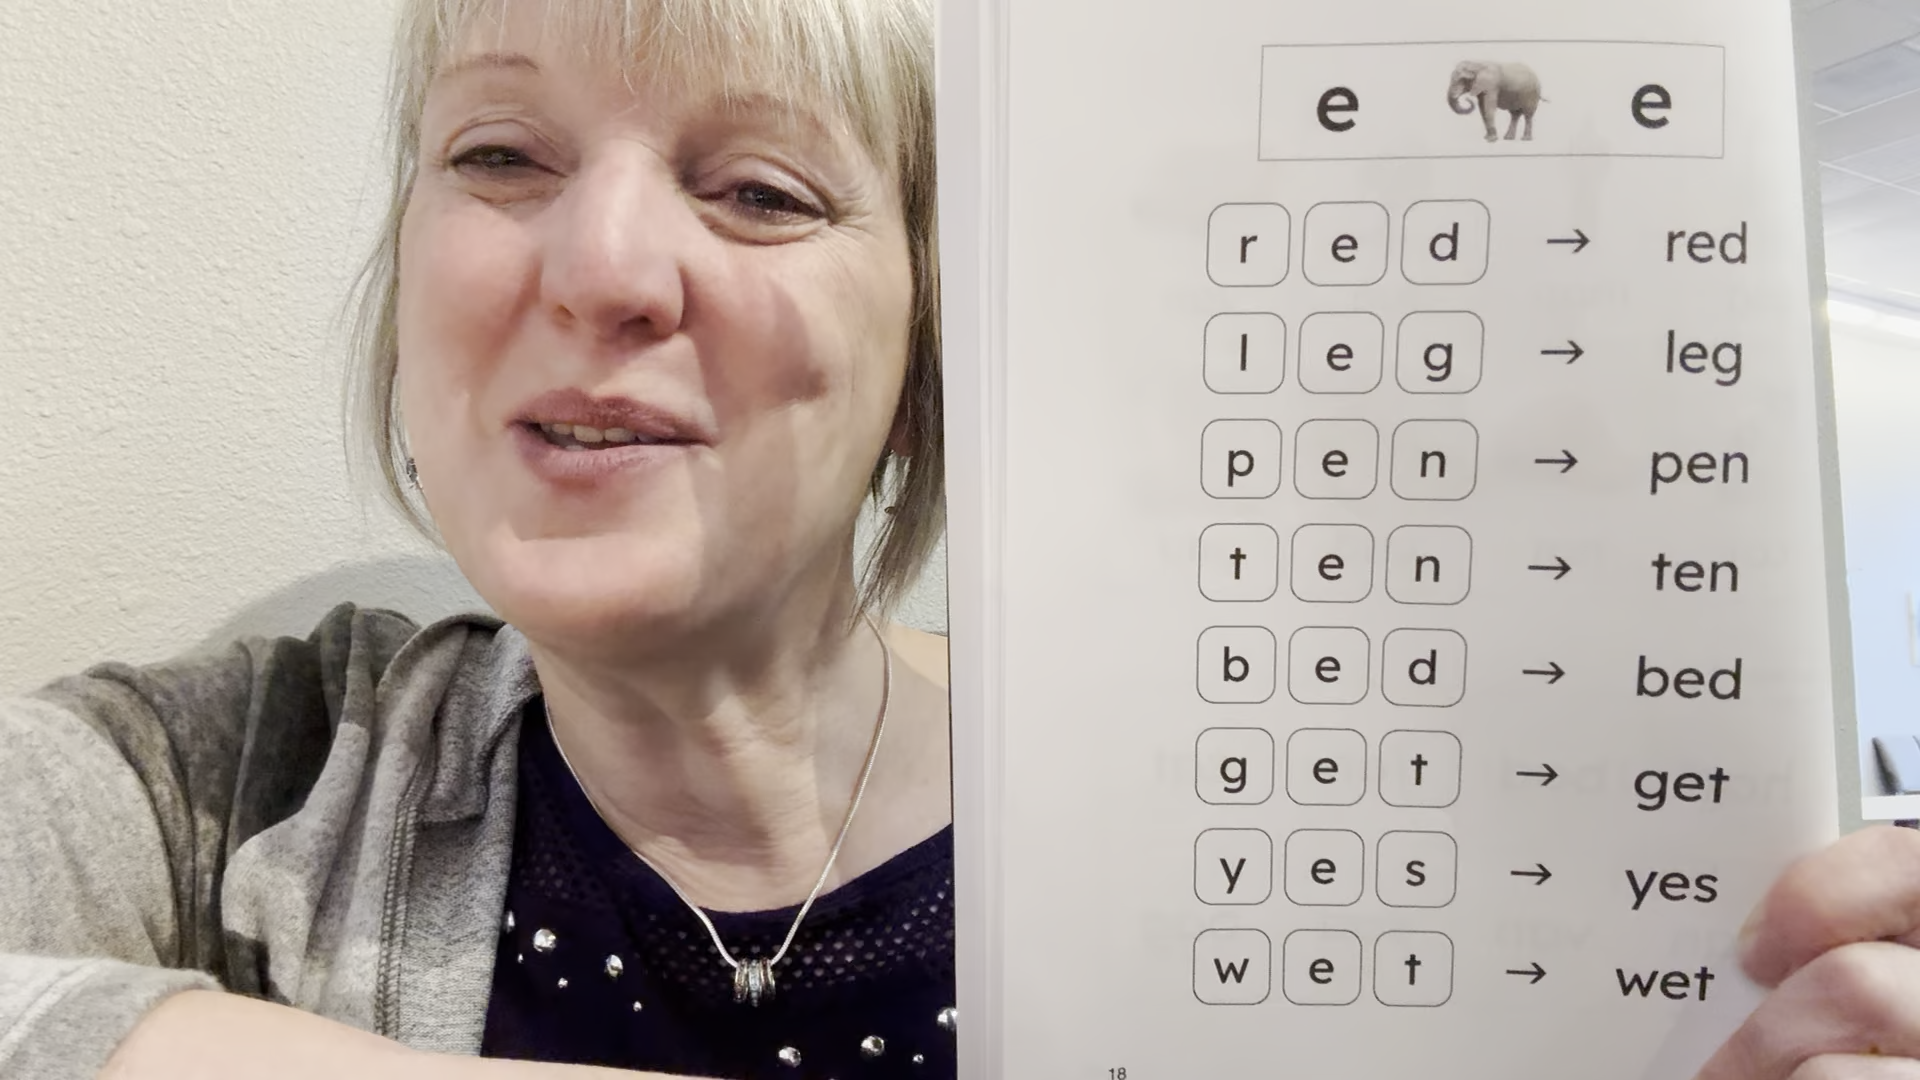 e e
r e d → red
l e g → leg
p e n → pen
t e n → ten
b e d → bed
g e t → get
y e s → yes
w e t → wet
18